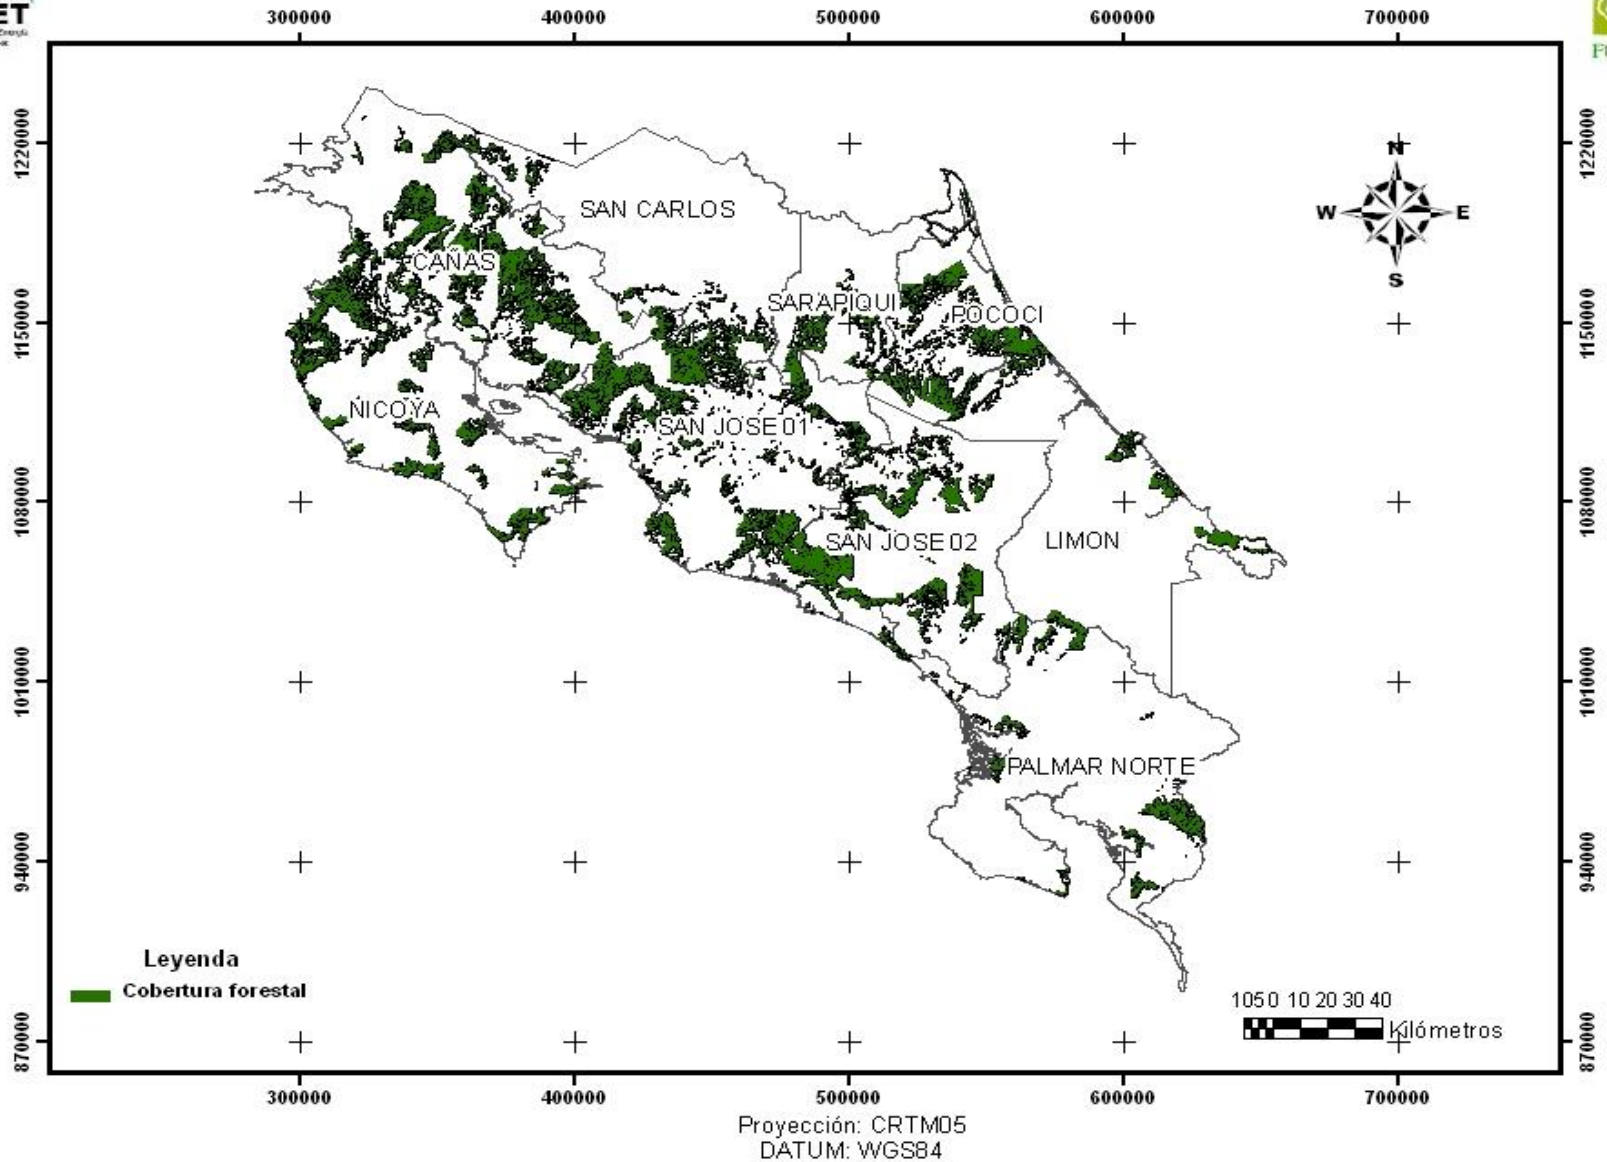 ET
300000 400000 500000 600000 700000
1220000 1220000
N
W E
S
SAN CARLOS
CAÑAS
SARAPIQUI
POCOCI
1150000 1150000
NICOYA
SAN JOSE 01
1080000 1080000
SAN JOSE 02
LIMON
1010000 1010000
PALMAR NORTE
940000 940000
Leyenda
Cobertura forestal
105 0 10 20 30 40
Kilómetros
870000 870000
300000 400000 500000 600000 700000
Proyección: CRTM05
DATUM: WGS84